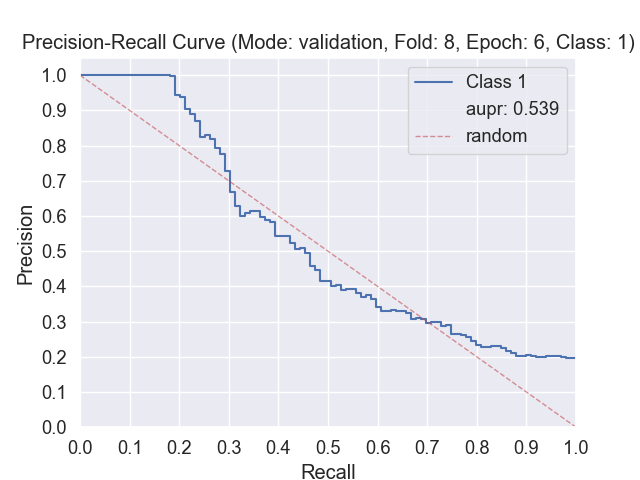 Precision-Recall Curve (Mode: validation, Fold: 8, Epoch: 6, Class: 1)
Class 1
aupr: 0.539
random
Precision
1.0
0.9
0.8
0.7
0.6
0.5
0.4
0.3
0.2
0.1
0.0
0.0 0.1 0.2 0.3 0.4 0.5 0.6 0.7 0.8 0.9 1.0
Recall